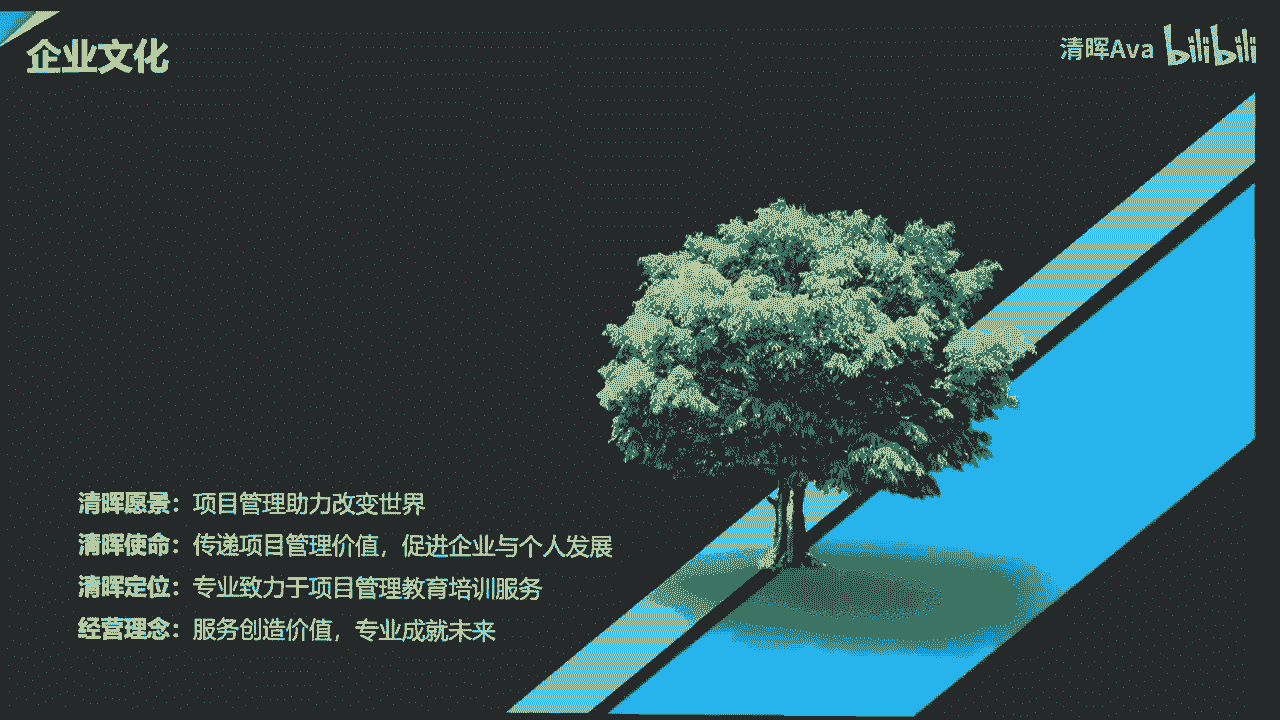 企业文化
清晖Ava bilibili
清晖愿景：项目管理助力改变世界
清晖使命：传递项目管理价值，促进企业与个人发展
清晖定位：专业致力于项目管理教育培训服务
经营理念：服务创造价值，专业成就未来